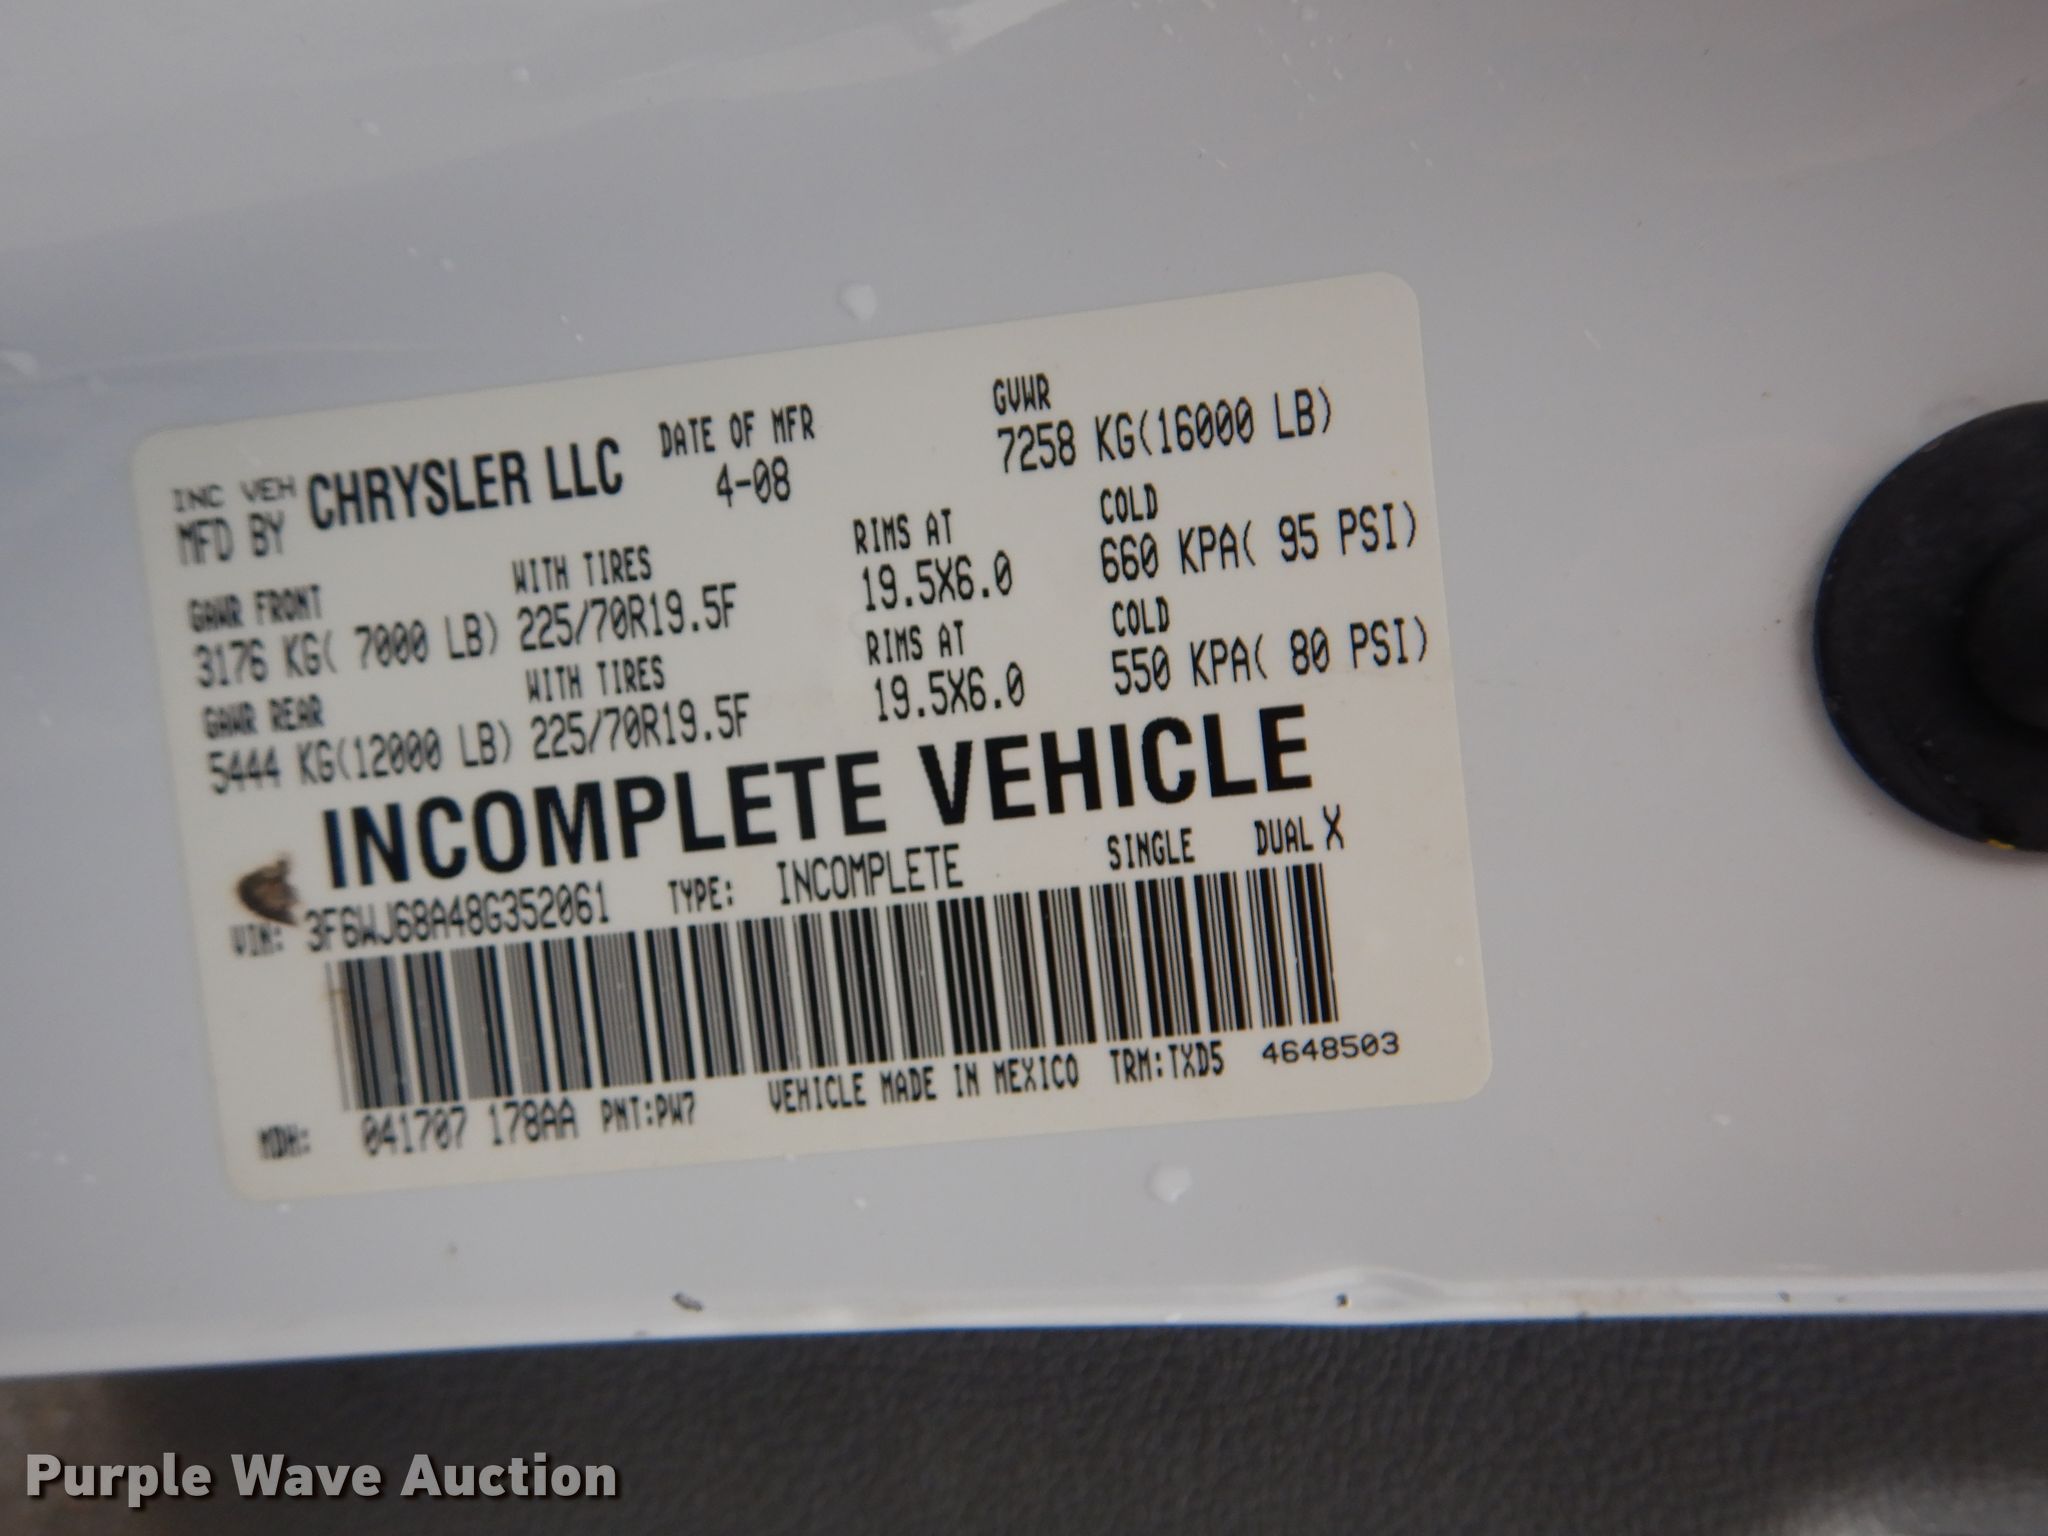 INC VEH
MFD BY CHRYSLER LLC
DATE OF MFR
4-08
GVWR
7258 KG(16000 LB)
GAWR FRONT WITH TIRES RIMS AT COLD
3176 KG( 7000 LB) 225/70R19.5F 19.5X6.0 660 KPA( 95 PSI)
GAWR REAR WITH TIRES RIMS AT COLD
5444 KG(12000 LB) 225/70R19.5F 19.5X6.0 550 KPA( 80 PSI)
INCOMPLETE VEHICLE
VIN: 3F6WJ68A48G352061 TYPE: INCOMPLETE SINGLE DUAL X
MDH: 041707 178AA PNT:PW7 VEHICLE MADE IN MEXICO TRM:TXD5 4648503
Purple Wave Auction